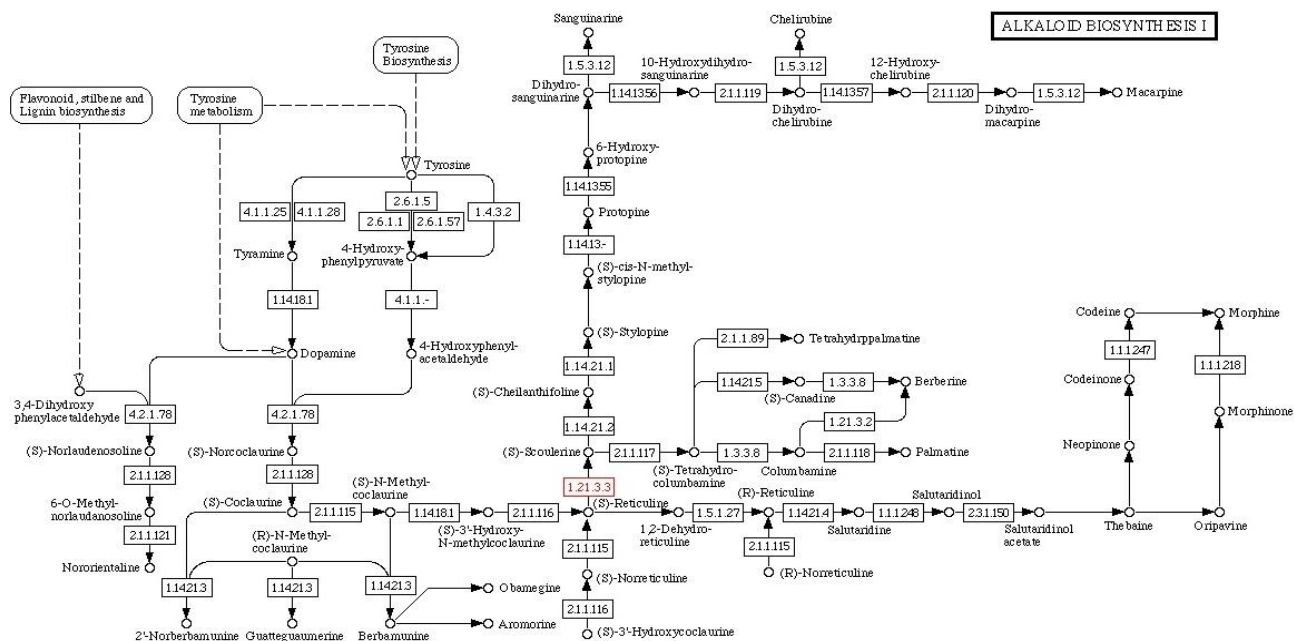 ALKALOID BIOSYNTHESIS I
Sanguinarine
Chelirubine
Tyrosine
Biosynthesis
1.5.3.12
10-Hydroxydihydro-
sanguinarine
1.5.3.12
12-Hydroxy-
chelirubine
Flavonoid, stilbene and
Lignin biosynthesis
Tyrosine
metabolism
Dihydro-
sanguinarine
1.14.13.56
2.1.1.119
Dihydro-
chelirubine
1.14.13.57
2.1.1.120
Dihydro-
macarpine
1.5.3.12
Macarpine
6-Hydroxy-
protopine
Tyrosine
1.14.13.55
4.1.1.25
4.1.1.28
2.6.1.5
2.6.1.1
2.6.1.57
1.4.3.2
Protopine
1.14.13.-
Tyramine
4-Hydroxy-
phenylpyruvate
(S)-cis-N-methyl-
stylopine
1.14.18.1
4.1.1.-
(S)-Stylopine
Codeine
Morphine
2.1.1.89
Tetrahydrppalmatine
1.1.1.247
1.1.1.218
Dopamine
4-Hydroxyphenyl-
acetaldehyde
1.14.21.1
(S)-Cheilanthifoline
1.14.21.5
(S)-Canadine
1.3.3.8
Berberine
Codeinone
3,4-Dihydroxy
phenylacetaldehyde
4.2.1.78
4.2.1.78
1.14.21.2
1.21.3.2
Morphinone
(S)-Norlaudenosoline
(S)-Norcoclaurine
(S)-Scoulerine
2.1.1.117
(S)-Tetrahydro-
columbamine
1.3.3.8
Columbamine
2.1.1.118
Palmatine
Neopinone
2.1.1.128
2.1.1.128
1.21.3.3
6-O-Methyl-
norlaudanosoline
(S)-Coclaurine
2.1.1.115
(S)-N-Methyl-
coclaurine
1.14.18.1
(S)-3'-Hydroxy-
N-methylcoclaurine
2.1.1.116
(S)-Reticuline
1,2-Dehydro-
reticuline
1.5.1.27
(R)-Reticuline
1.14.21.4
Salutaridine
1.1.1.248
Salutaridinol
2.3.1.150
Salutaridinol
acetate
Thebaine
Oripavine
2.1.1.121
(R)-N-Methyl-
coclaurine
2.1.1.115
2.1.1.115
Nororientaline
(S)-Norreticuline
(R)-Norreticuline
1.14.21.3
1.14.21.3
1.14.21.3
Obamegine
2.1.1.116
2'-Norberbamunine
Guatteguaumerine
Berbamunine
Aromorine
(S)-3'-Hydroxycoclaurine